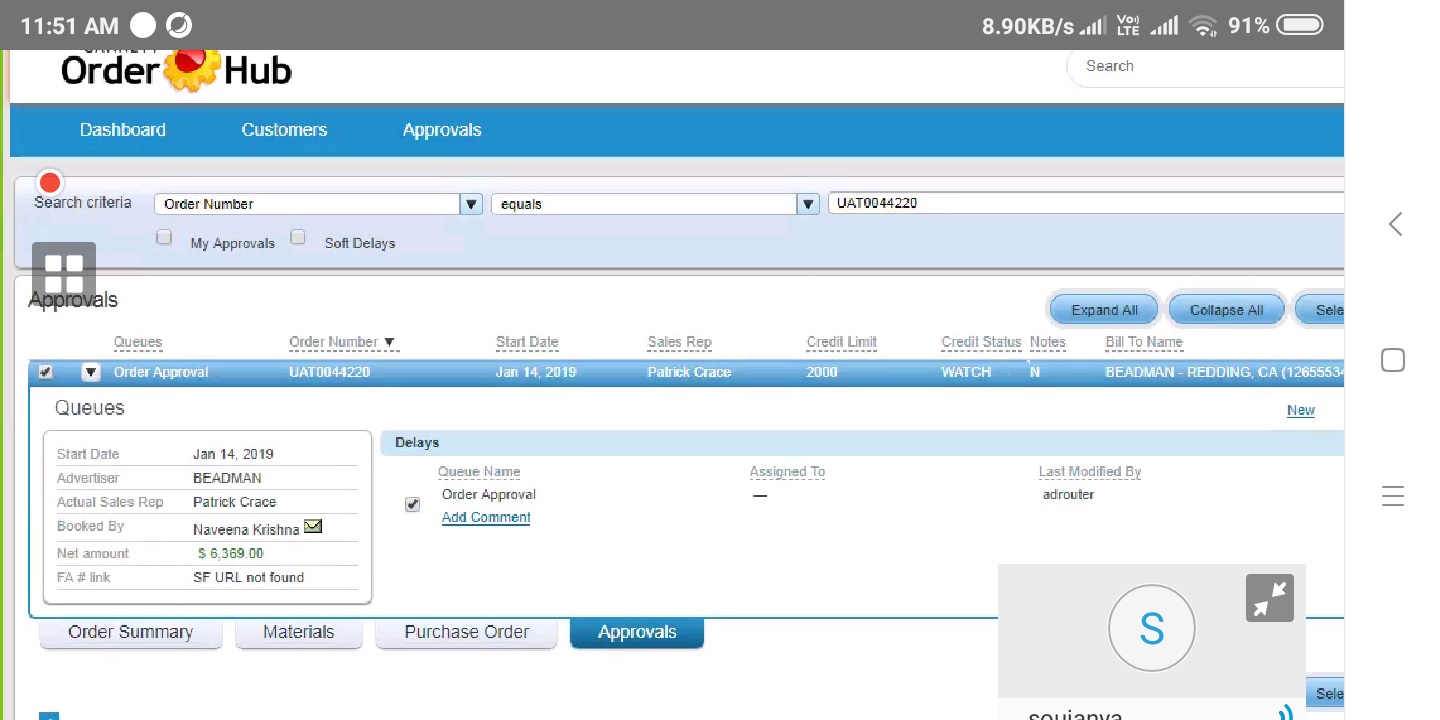 11:51 AM 8.90KB/s Vo)) LTE 91%
Order Hub
Search
Dashboard Customers Approvals
Search criteria Order Number equals UAT0044220
My Approvals Soft Delays
Approvals Expand All Collapse All Sele
Queues Order Number Start Date Sales Rep Credit Limit Credit Status Notes Bill To Name
Order Approval UAT0044220 Jan 14, 2019 Patrick Crace 2000 WATCH N BEADMAN - REDDING, CA (12655534
Queues New
Delays
Start Date Jan 14, 2019
Advertiser BEADMAN
Actual Sales Rep Patrick Crace
Booked By Naveena Krishna
Net amount $ 6,369.00
FA # link SF URL not found
Queue Name Assigned To Last Modified By
Order Approval — adrouter
Add Comment
S
Order Summary Materials Purchase Order Approvals
Sele
soujanya